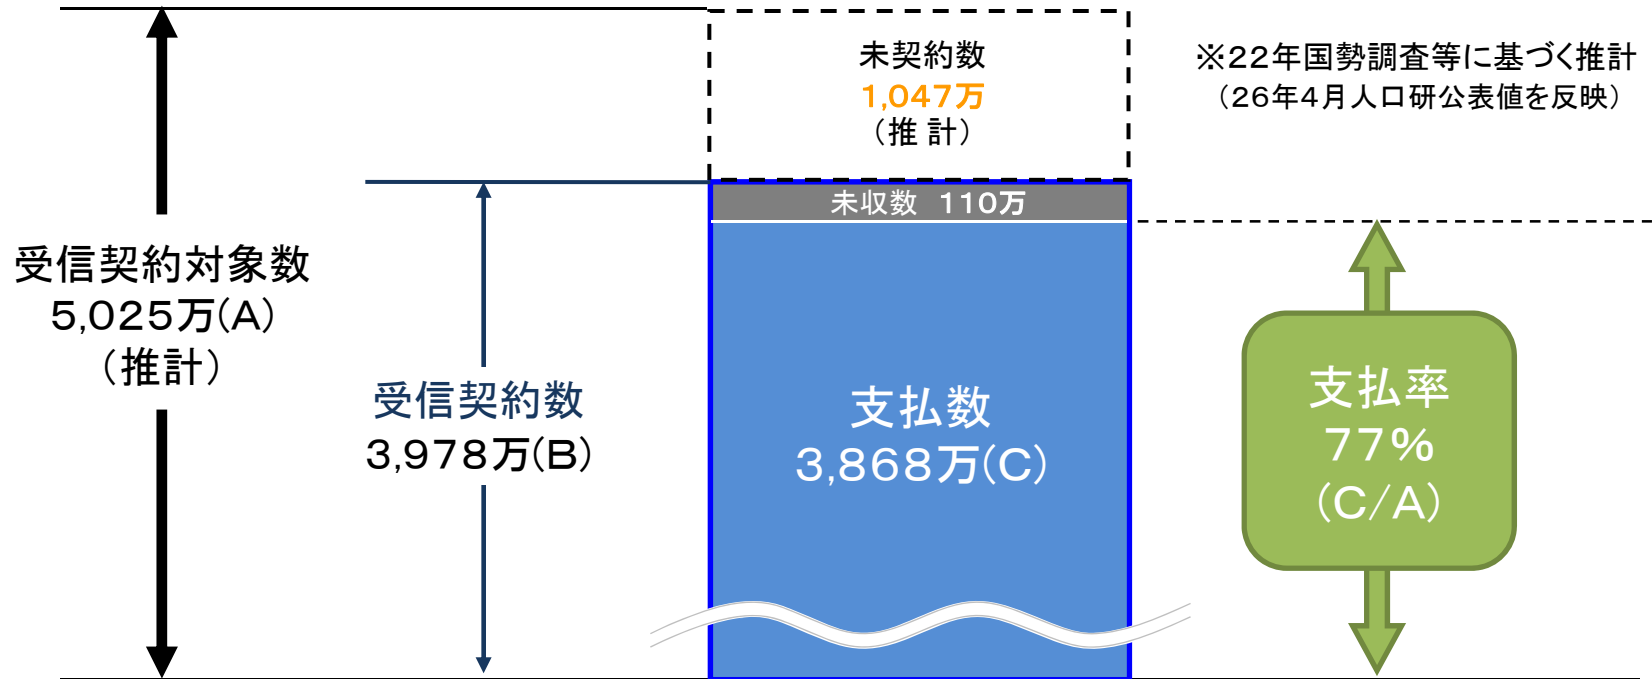 未契約数
1,047万
(推 計)
※22年国勢調査等に基づく推計
(26年4月人口研公表値を反映)
未収数 110万
受信契約対象数
5,025万(A)
(推計)
受信契約数
3,978万(B)
支払数
3,868万(C)
支払率
77%
(C/A)